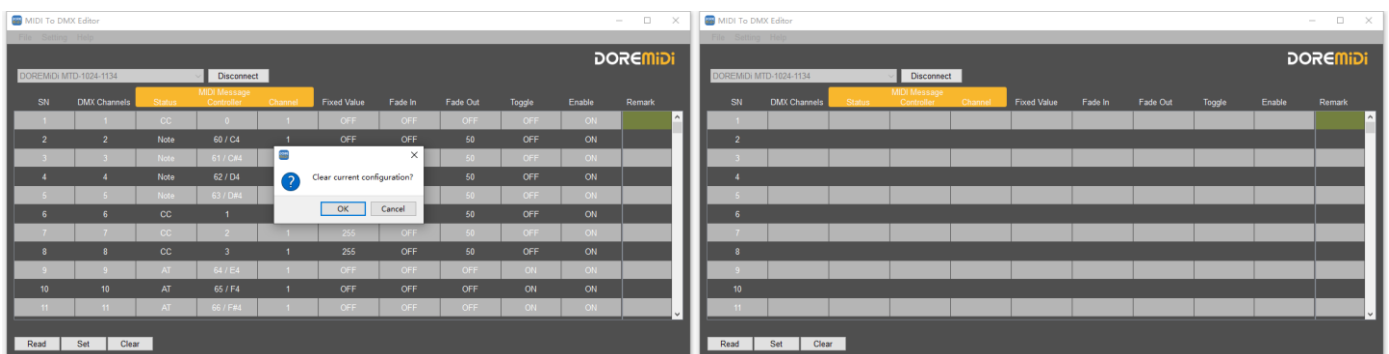 MIDI To DMX Editor
File Setting Help
DOREMiDi
DOREMiDi MTD-1024-1134 Disconnect
MIDI Message
SN DMX Channels Status Controller Channel Fixed Value Fade In Fade Out Toggle Enable Remark
1 1 CC 0 1 OFF OFF OFF OFF ON
2 2 Note 60 / C4 1 OFF OFF 50 OFF ON
3 3 Note 61 / C#4 50 OFF ON
4 4 Note 62 / D4 50 OFF ON
5 5 Note 63 / D#4 50 OFF ON
6 6 CC 1 50 OFF ON
7 7 CC 2 1 255 OFF 50 OFF ON
8 8 CC 3 1 255 OFF 50 OFF ON
9 9 AT 64 / E4 1 OFF OFF OFF ON ON
10 10 AT 65 / F4 1 OFF OFF OFF ON ON
11 11 AT 66 / F#4 1 OFF OFF OFF ON ON
Clear current configuration?
OK Cancel
Read Set Clear
MIDI To DMX Editor
File Setting Help
DOREMiDi
DOREMiDi MTD-1024-1134 Disconnect
MIDI Message
SN DMX Channels Status Controller Channel Fixed Value Fade In Fade Out Toggle Enable Remark
1
2
3
4
5
6
7
8
9
10
11
Read Set Clear